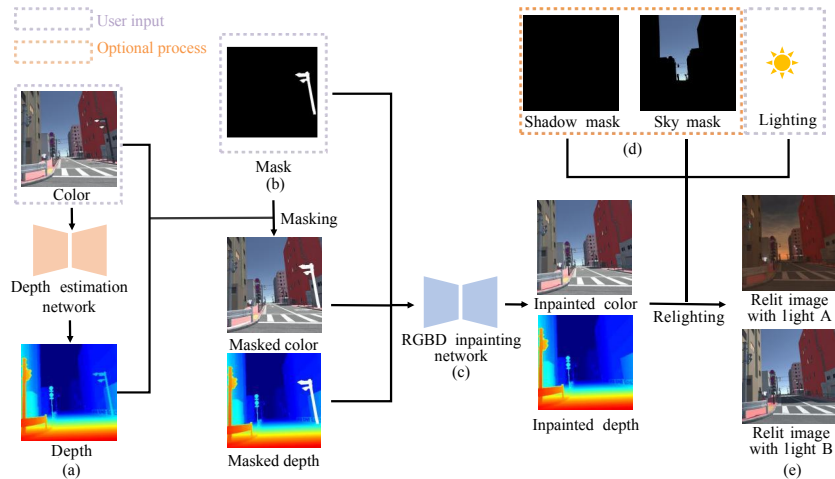 User input
Optional process
Color
Depth estimation
network
Depth
(a)
Mask
(b)
Masking
Masked color
Masked depth
RGBD inpainting
network
(c)
Shadow mask
Sky mask
Lighting
(d)
Inpainted color
Inpainted depth
Relighting
Relit image
with light A
Relit image
with light B
(e)